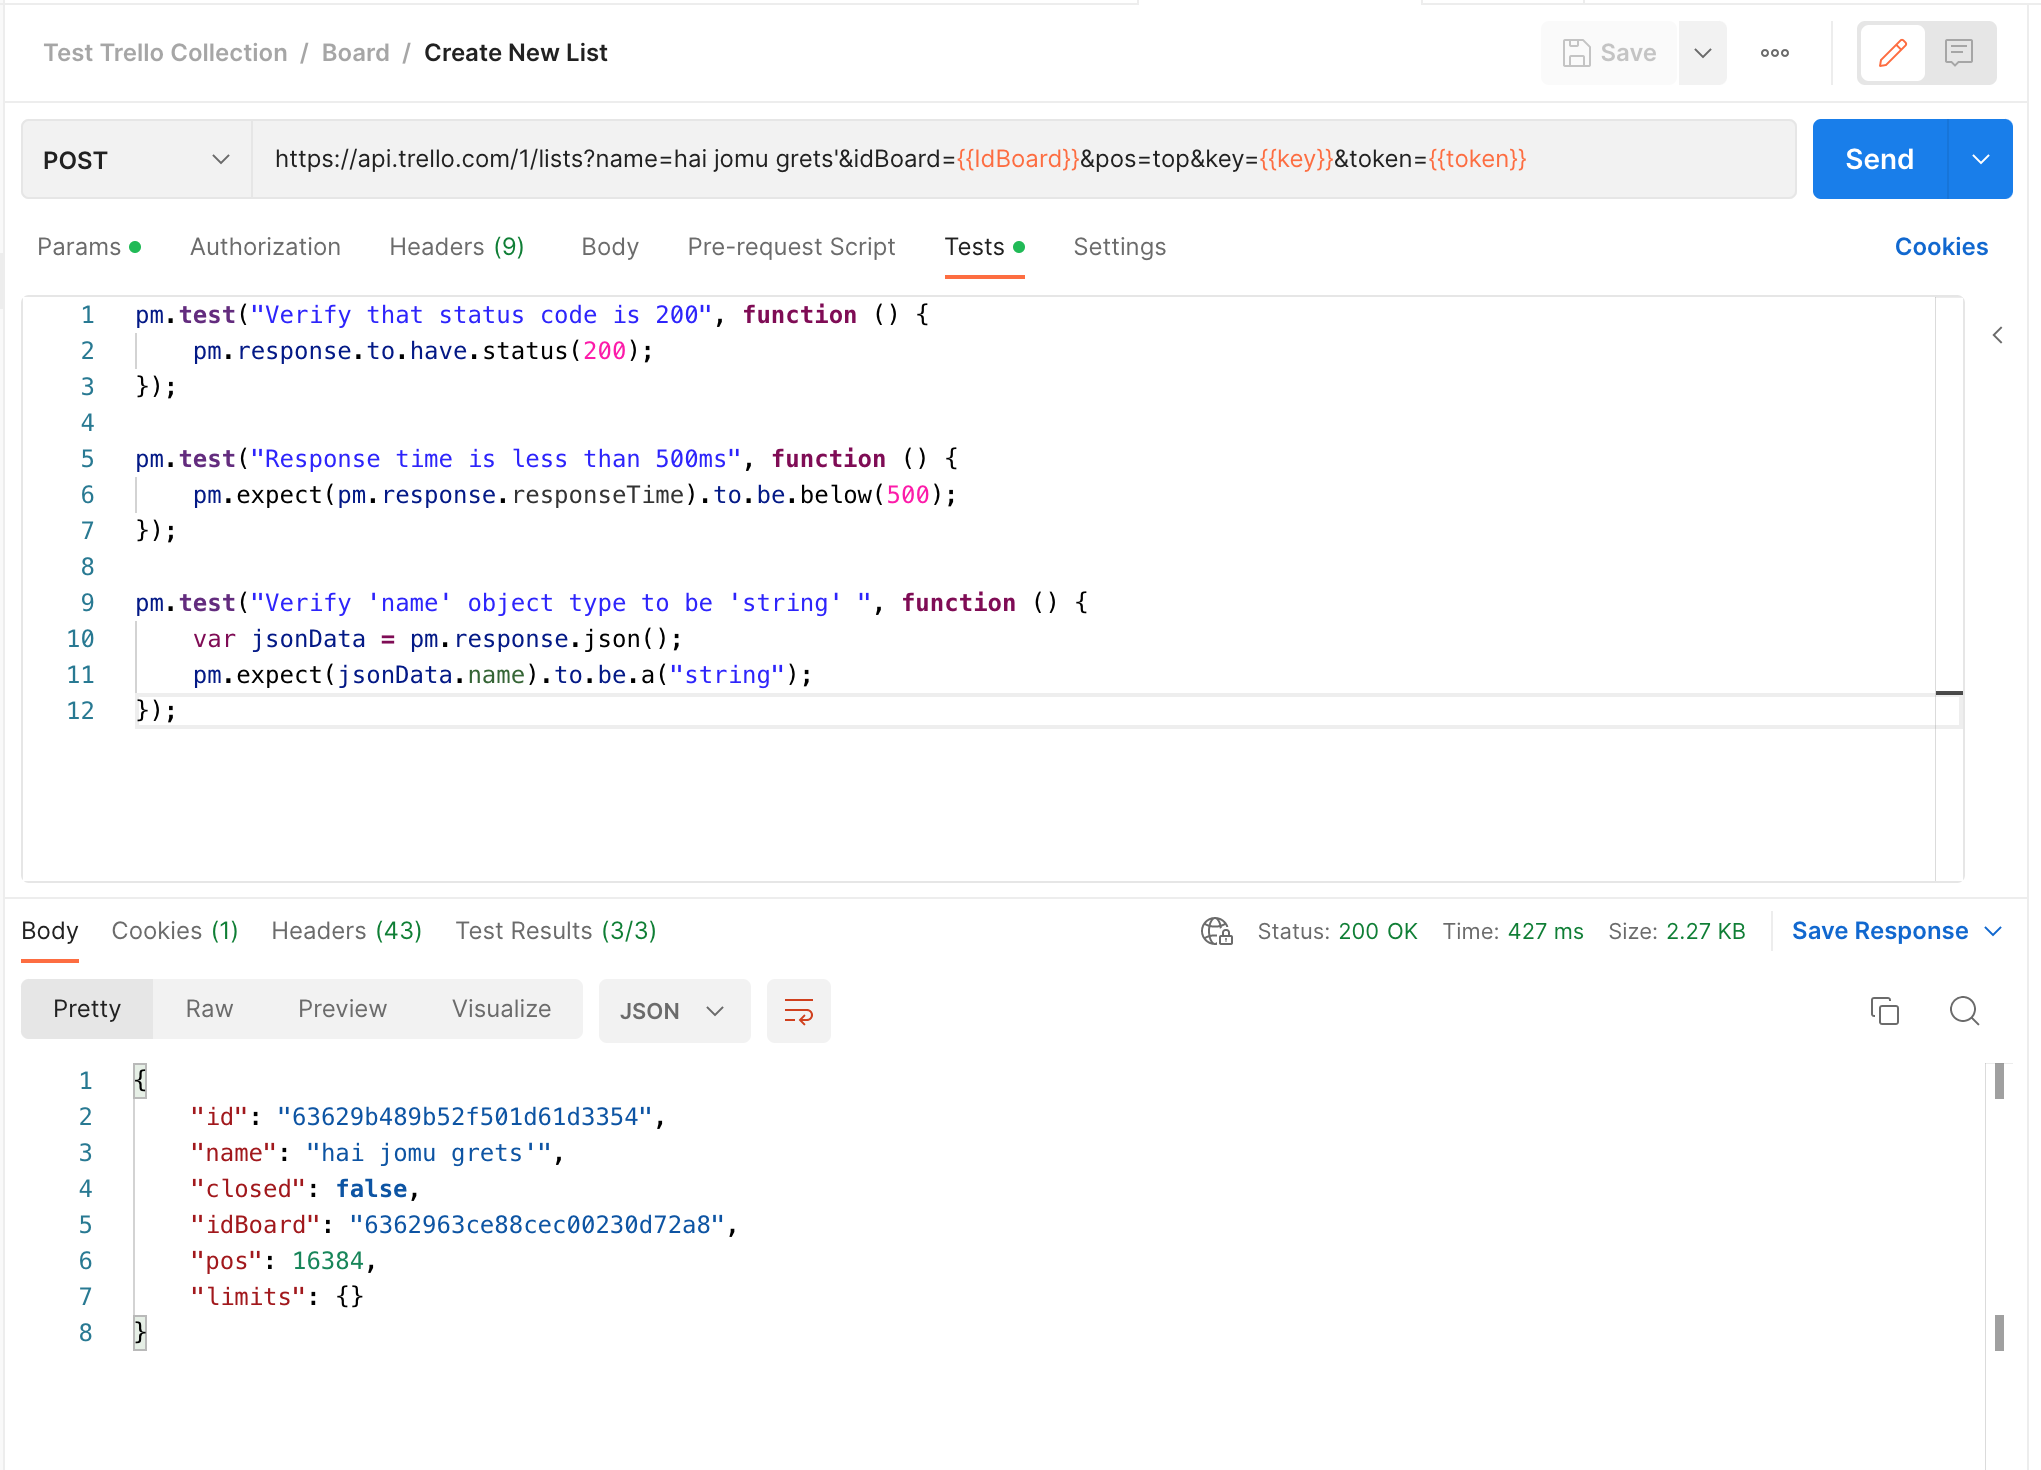 Test Trello Collection / Board / Create New List
Save
POST
https://api.trello.com/1/lists?name=hai jomu grets'&idBoard={{IdBoard}}&pos=top&key={{key}}&token={{token}}
Send
Params Authorization Headers (9) Body Pre-request Script Tests Settings Cookies
1 pm.test("Verify that status code is 200", function () {
2 pm.response.to.have.status(200);
3 });
4
5 pm.test("Response time is less than 500ms", function () {
6 pm.expect(pm.response.responseTime).to.be.below(500);
7 });
8
9 pm.test("Verify 'name' object type to be 'string' ", function () {
10 var jsonData = pm.response.json();
11 pm.expect(jsonData.name).to.be.a("string");
12 });
Body Cookies (1) Headers (43) Test Results (3/3) Status: 200 OK Time: 427 ms Size: 2.27 KB Save Response
Pretty Raw Preview Visualize JSON
1 {
2 "id": "63629b489b52f501d61d3354",
3 "name": "hai jomu grets'",
4 "closed": false,
5 "idBoard": "6362963ce88cec00230d72a8",
6 "pos": 16384,
7 "limits": {}
8 }